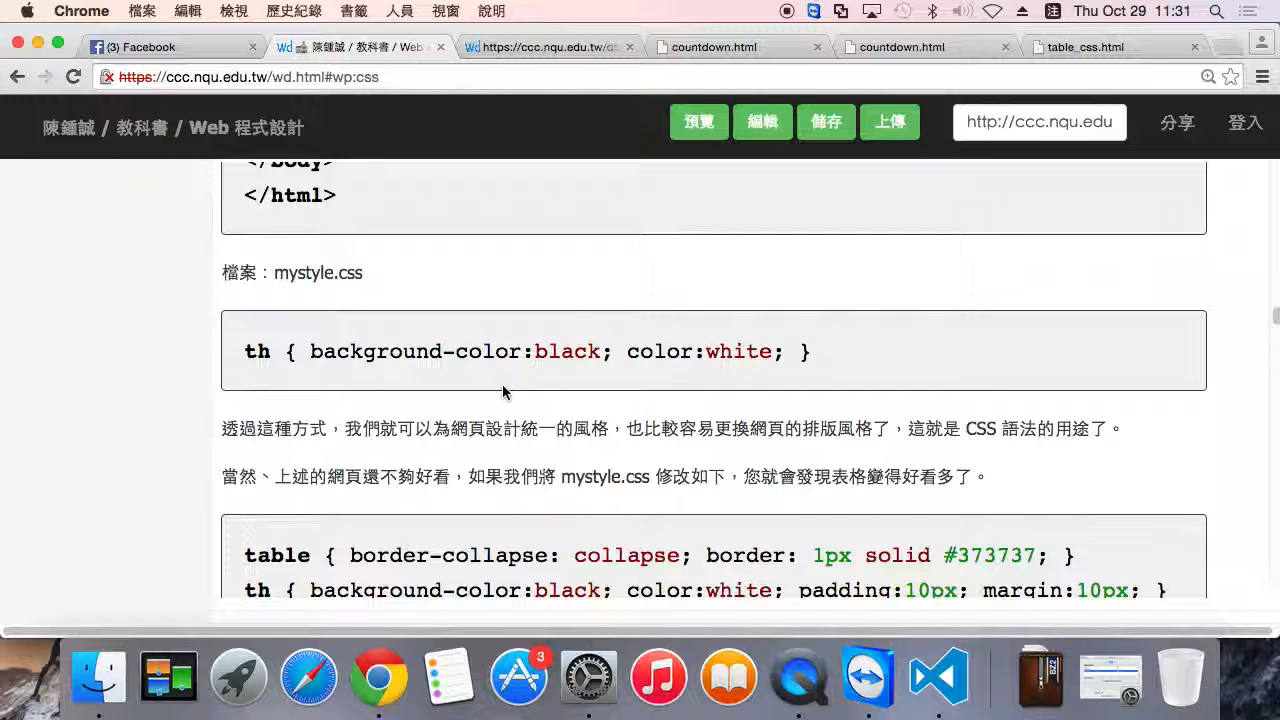 Chrome 檔案 編輯 檢視 歷史紀錄 書籤 人員 視窗 說明 注 Thu Oct 29 11:31
(3) Facebook
Wd 陳鍾誠 / 教科書 / Web
Wd https://ccc.nqu.edu.tw/d
countdown.html
countdown.html
table_css.html
https://ccc.nqu.edu.tw/wd.html#wp:css
陳鍾誠 / 教科書 / Web 程式設計 預覽 編輯 儲存 上傳 http://ccc.nqu.edu 分享 登入
</body>
</html>
檔案：mystyle.css
th { background-color:black; color:white; }
透過這種方式，我們就可以為網頁設計統一的風格，也比較容易更換網頁的排版風格了，這就是 CSS 語法的用途了。
當然、上述的網頁還不夠好看，如果我們將 mystyle.css 修改如下，您就會發現表格變得好看多了。
table { border-collapse: collapse; border: 1px solid #373737; }
th { background-color:black; color:white; padding:10px; margin:10px; }
3